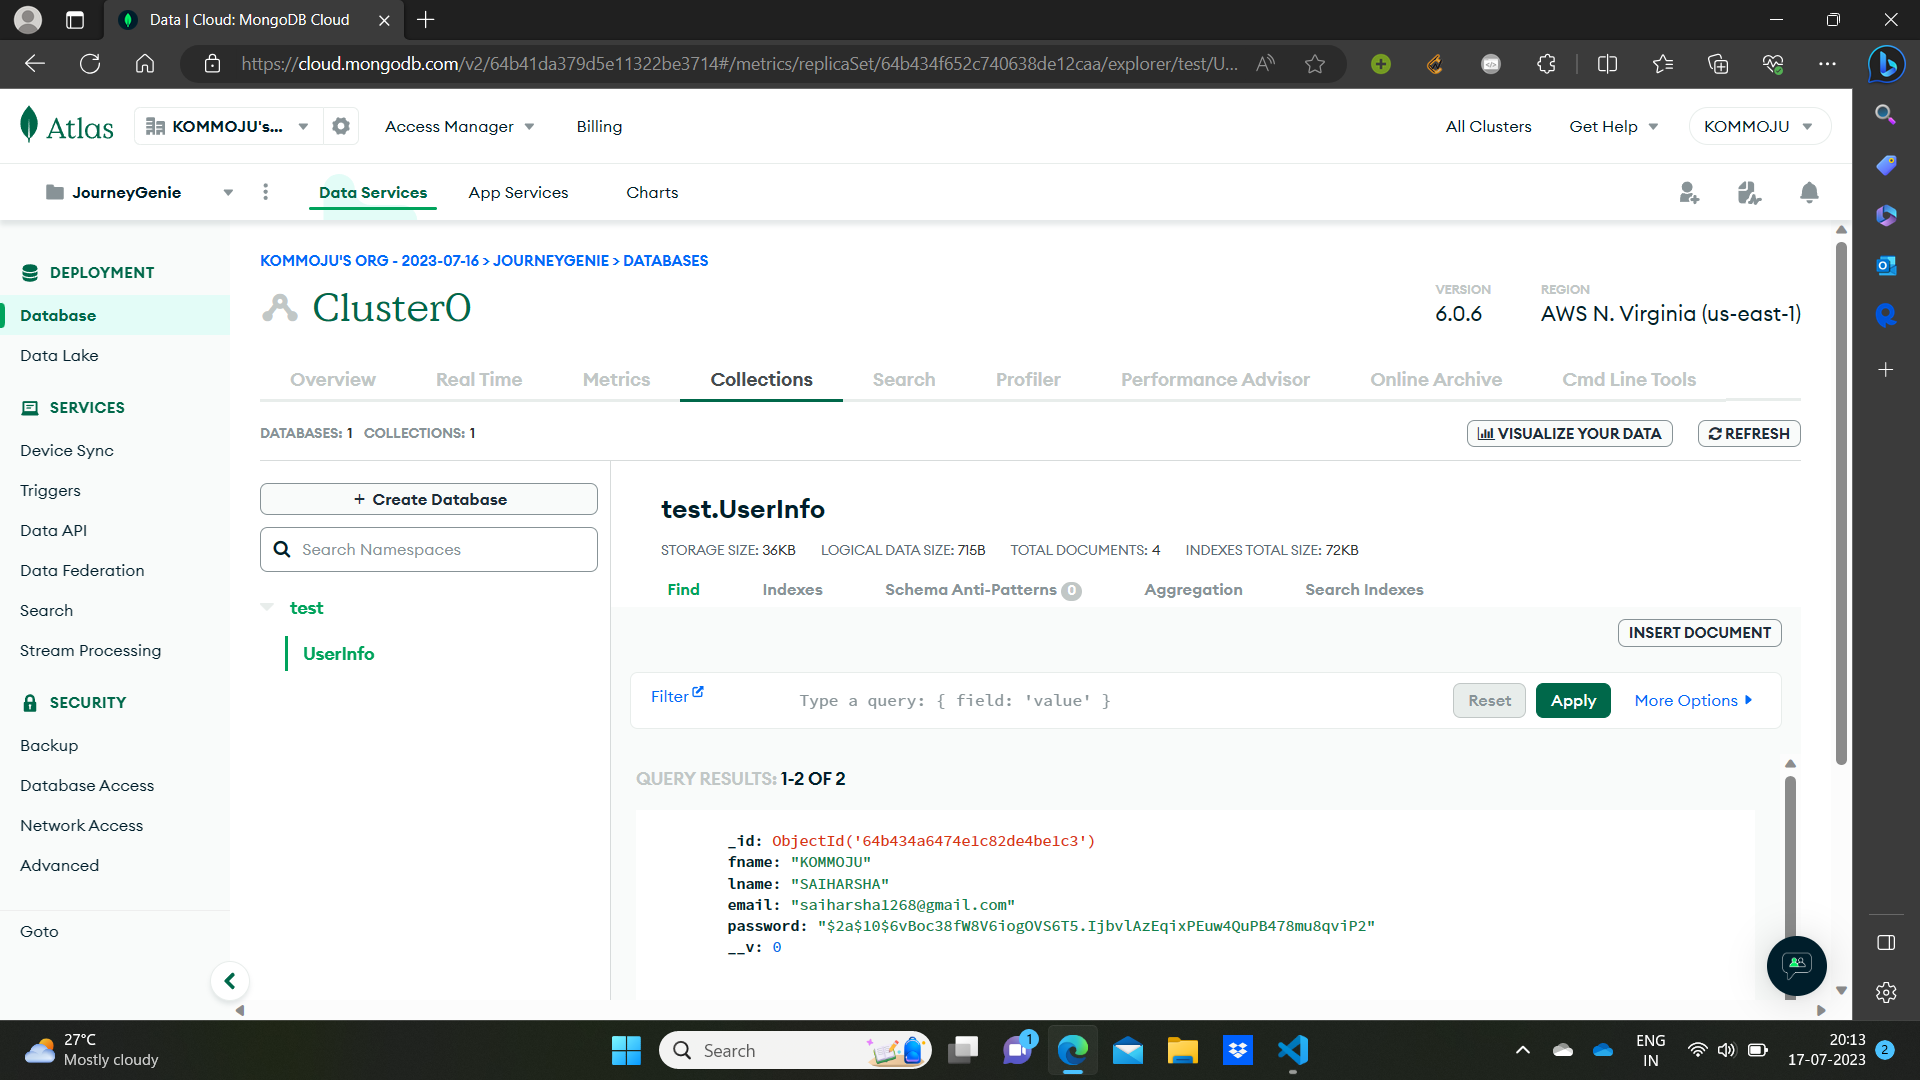 Data | Cloud: MongoDB Cloud
https://cloud.mongodb.com/v2/64b41da379d5e11322be3714#/metrics/replicaSet/64b434f652c740638de12caa/explorer/test/U...
Atlas
KOMMOJU's...
Access Manager
Billing
All Clusters
Get Help
KOMMOJU
JourneyGenie
Data Services
App Services
Charts
DEPLOYMENT
Database
Data Lake
SERVICES
Device Sync
Triggers
Data API
Data Federation
Search
Stream Processing
SECURITY
Backup
Database Access
Network Access
Advanced
Goto
KOMMOJU'S ORG - 2023-07-16 > JOURNEYGENIE > DATABASES
Cluster0
VERSION
6.0.6
REGION
AWS N. Virginia (us-east-1)
Overview
Real Time
Metrics
Collections
Search
Profiler
Performance Advisor
Online Archive
Cmd Line Tools
DATABASES: 1 COLLECTIONS: 1
VISUALIZE YOUR DATA
REFRESH
+ Create Database
Search Namespaces
test
UserInfo
test.UserInfo
STORAGE SIZE: 36KB LOGICAL DATA SIZE: 715B TOTAL DOCUMENTS: 4 INDEXES TOTAL SIZE: 72KB
Find
Indexes
Schema Anti-Patterns 0
Aggregation
Search Indexes
INSERT DOCUMENT
Filter
Type a query: { field: 'value' }
Reset
Apply
More Options
QUERY RESULTS: 1-2 OF 2
_id: ObjectId('64b434a6474e1c82de4be1c3')
fname: "KOMMOJU"
lname: "SAIHARSHA"
email: "saiharsha1268@gmail.com"
password: "$2a$10$6vBoc38fW8V6iogOVS6T5.IjbvlAzEqixPEuw4QuPB478mu8qviP2"
__v: 0
27°C
Mostly cloudy
Search
1
ENG
IN
20:13
17-07-2023
2